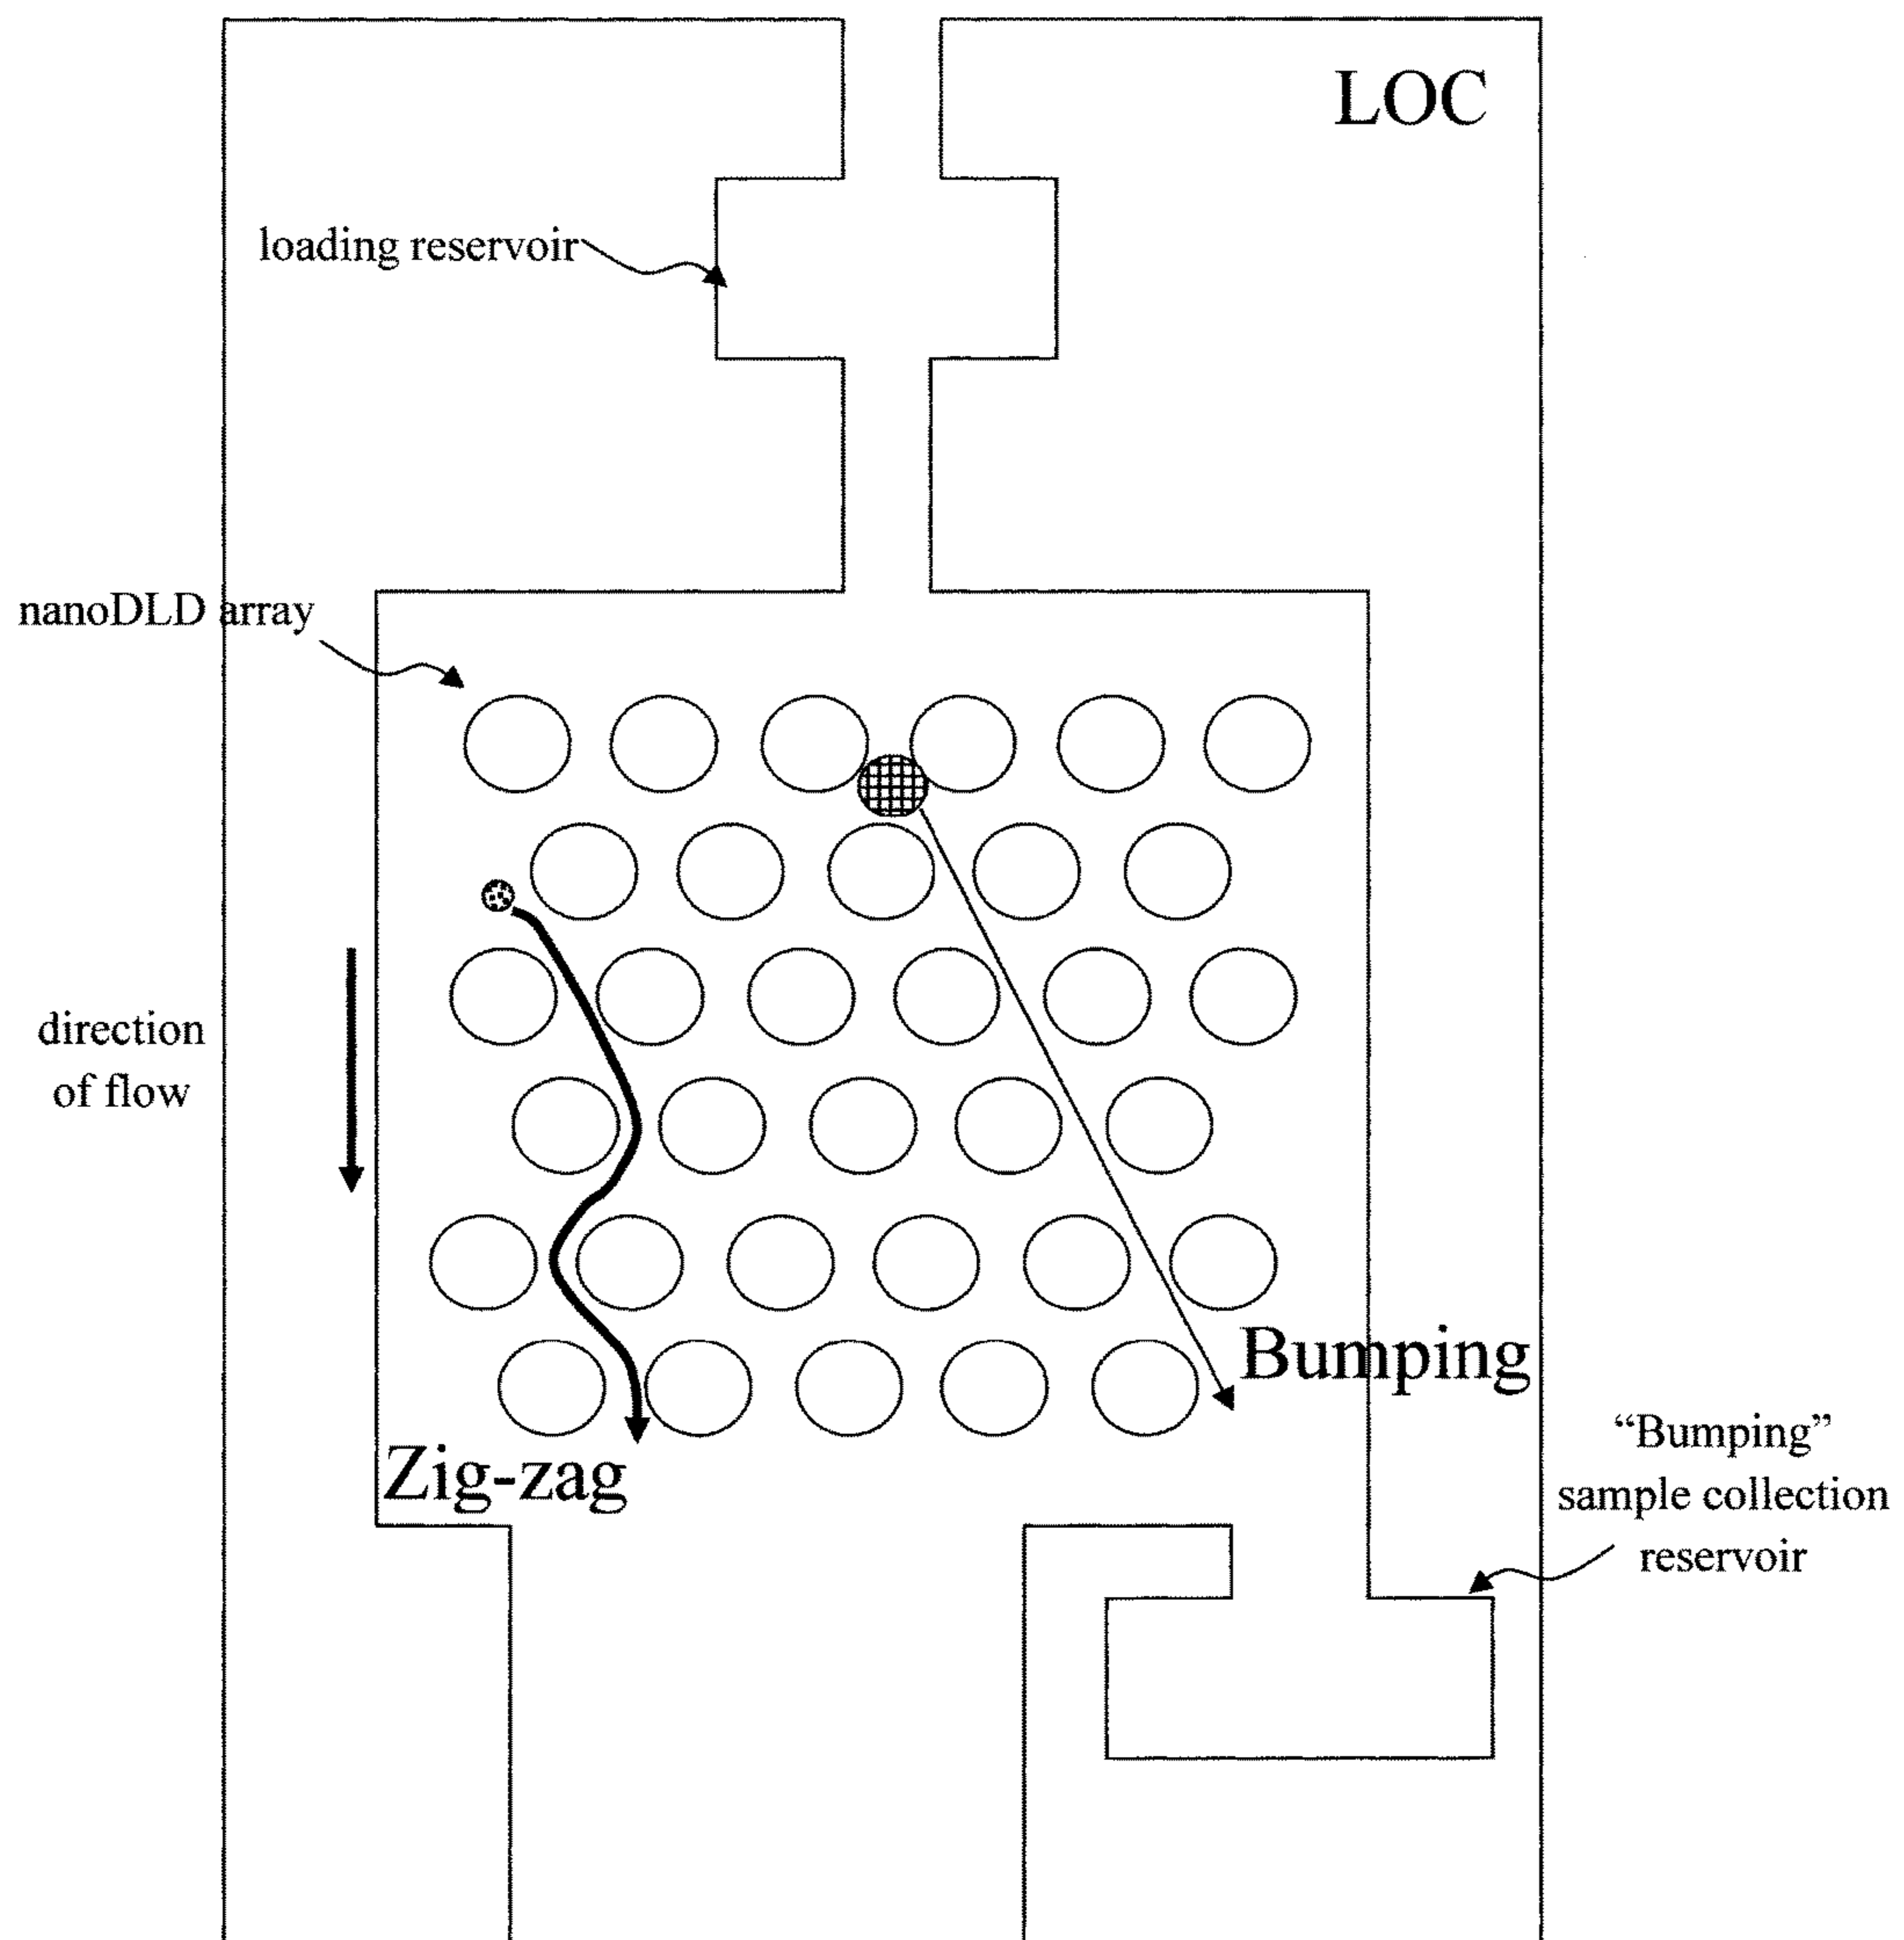 LOC
loading reservoir
nanoDLD array
direction
of flow
Bumping
“Bumping”
sample collection
reservoir
Zig-zag